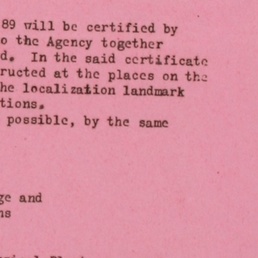 89 will be certified by
o the Agency together
d. In the said certificate
ructed at the places on the
he localization landmark
tions.
possible, by the same
ge and
ns